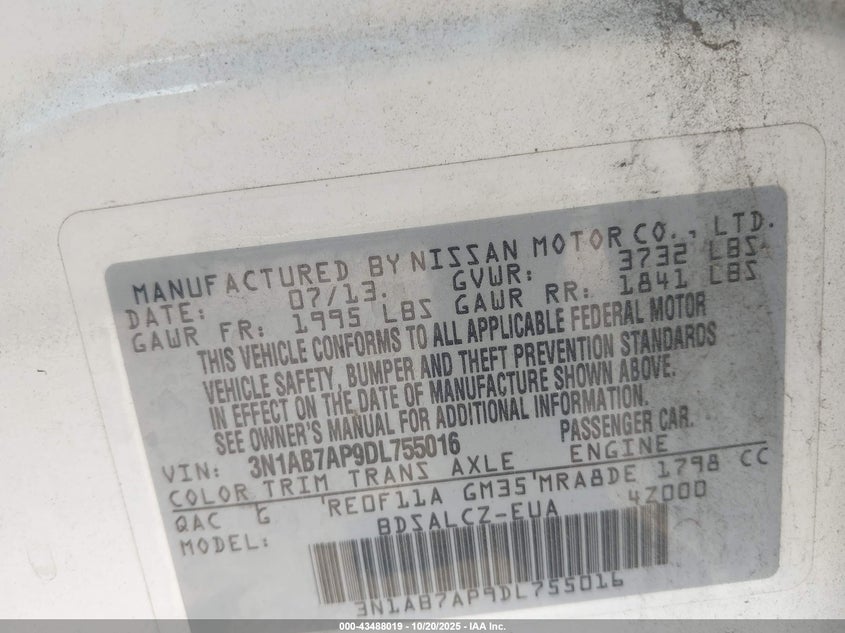 MANUFACTURED BY NISSAN MOTOR CO., LTD.
DATE: 07/13. GVWR: 3732 LBS
GAWR FR: 1995 LBS GAWR RR: 1841 LBS
THIS VEHICLE CONFORMS TO ALL APPLICABLE FEDERAL MOTOR
VEHICLE SAFETY, BUMPER AND THEFT PREVENTION STANDARDS
IN EFFECT ON THE DATE OF MANUFACTURE SHOWN ABOVE.
SEE OWNER'S MANUAL FOR ADDITIONAL INFORMATION.
VIN: 3N1AB7AP9DL755016 PASSENGER CAR.
COLOR TRIM TRANS AXLE ENGINE
QAC G RE0F11A GM35 MRA8DE 1798 CC
MODEL: BDSALCZ-EUA 4Z000
3N1AB7AP9DL755016
000-43488019 - 10/20/2025 - IAA Inc.